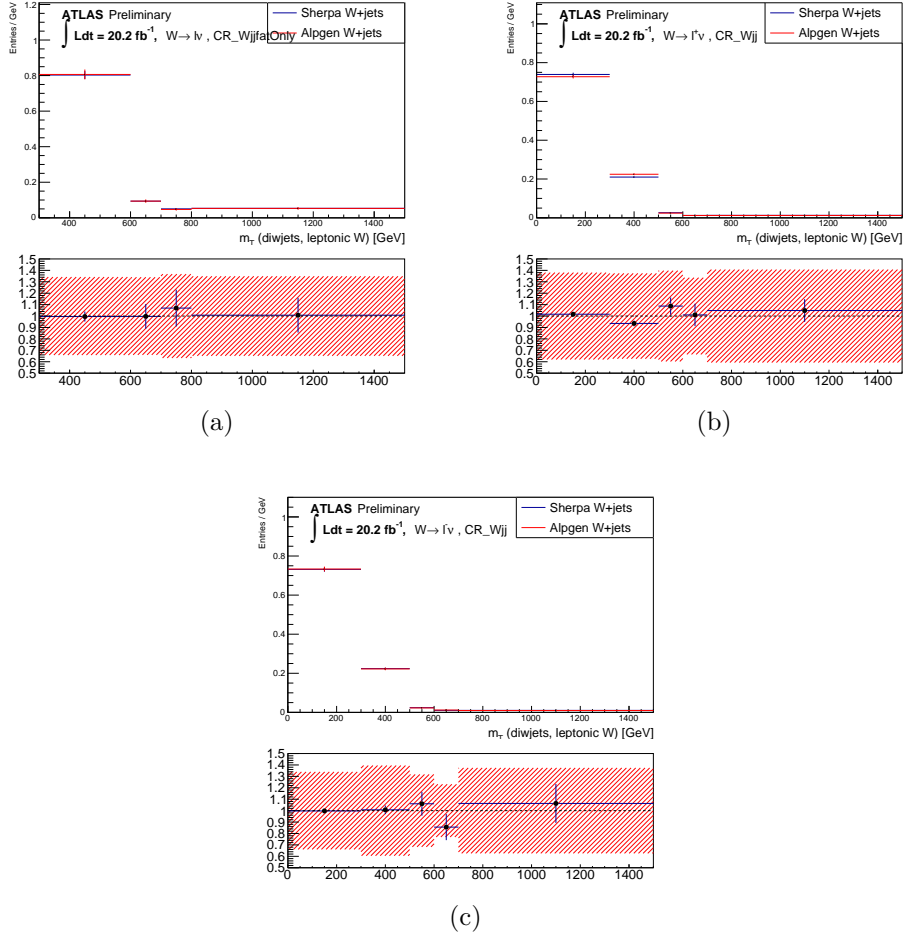 ATLAS Preliminary
∫ Ldt = 20.2 fb⁻¹, W→ lν , CR_WjjfatOnly
Sherpa W+jets
Alpgen W+jets
Entries / GeV
1.2
1
0.8
0.6
0.4
0.2
0
400 600 800 1000 1200 1400
m_T (diwjets, leptonic W) [GeV]
1.5
1.4
1.3
1.2
1.1
1
0.9
0.8
0.7
0.6
0.5
400 600 800 1000 1200 1400
(a)
ATLAS Preliminary
∫ Ldt = 20.2 fb⁻¹, W→ l⁺ν , CR_Wjj
Sherpa W+jets
Alpgen W+jets
Entries / GeV
1
0.8
0.6
0.4
0.2
0
0 200 400 600 800 1000 1200 1400
m_T (diwjets, leptonic W) [GeV]
1.5
1.4
1.3
1.2
1.1
1
0.9
0.8
0.7
0.6
0.5
0 200 400 600 800 1000 1200 1400
(b)
ATLAS Preliminary
∫ Ldt = 20.2 fb⁻¹, W→ l⁻ν , CR_Wjj
Sherpa W+jets
Alpgen W+jets
Entries / GeV
1
0.8
0.6
0.4
0.2
0
0 200 400 600 800 1000 1200 1400
m_T (diwjets, leptonic W) [GeV]
1.5
1.4
1.3
1.2
1.1
1
0.9
0.8
0.7
0.6
0.5
0 200 400 600 800 1000 1200 1400
(c)